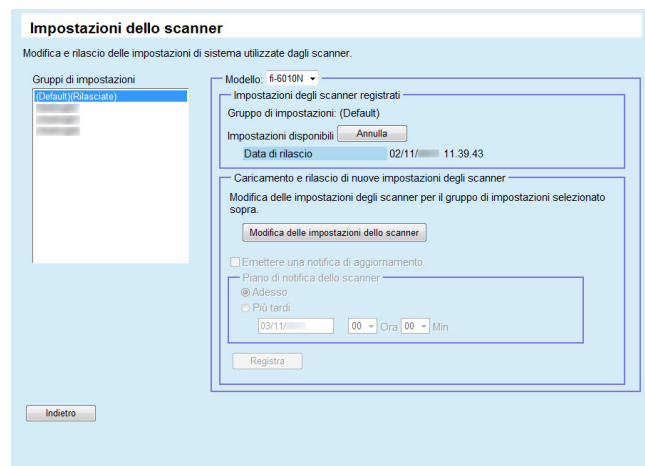 Impostazioni dello scanner
Modifica e rilascio delle impostazioni di sistema utilizzate dagli scanner.
Gruppi di impostazioni
(Default)(Rilasciate)
Modello: fi-6010N
Impostazioni degli scanner registrati
Gruppo di impostazioni: (Default)
Impostazioni disponibili Annulla
Data di rilascio 02/11/ 11.39.43
Caricamento e rilascio di nuove impostazioni degli scanner
Modifica delle impostazioni degli scanner per il gruppo di impostazioni selezionato
sopra.
Modifica delle impostazioni dello scanner
Emettere una notifica di aggiornamento
Piano di notifica dello scanner
Adesso
Più tardi
03/11/ 00 Ora 00 Min
Registra
Indietro